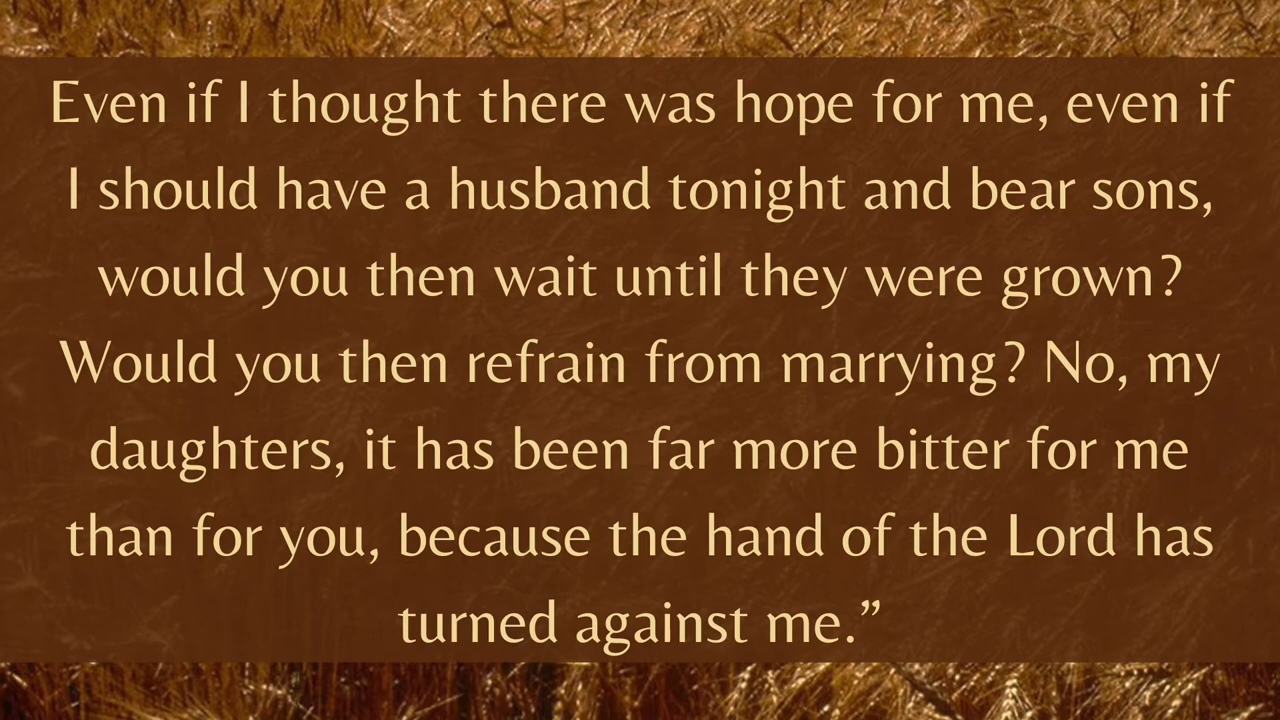 Even if I thought there was hope for me, even if
I should have a husband tonight and bear sons,
would you then wait until they were grown?
Would you then refrain from marrying? No, my
daughters, it has been far more bitter for me
than for you, because the hand of the Lord has
turned against me.”